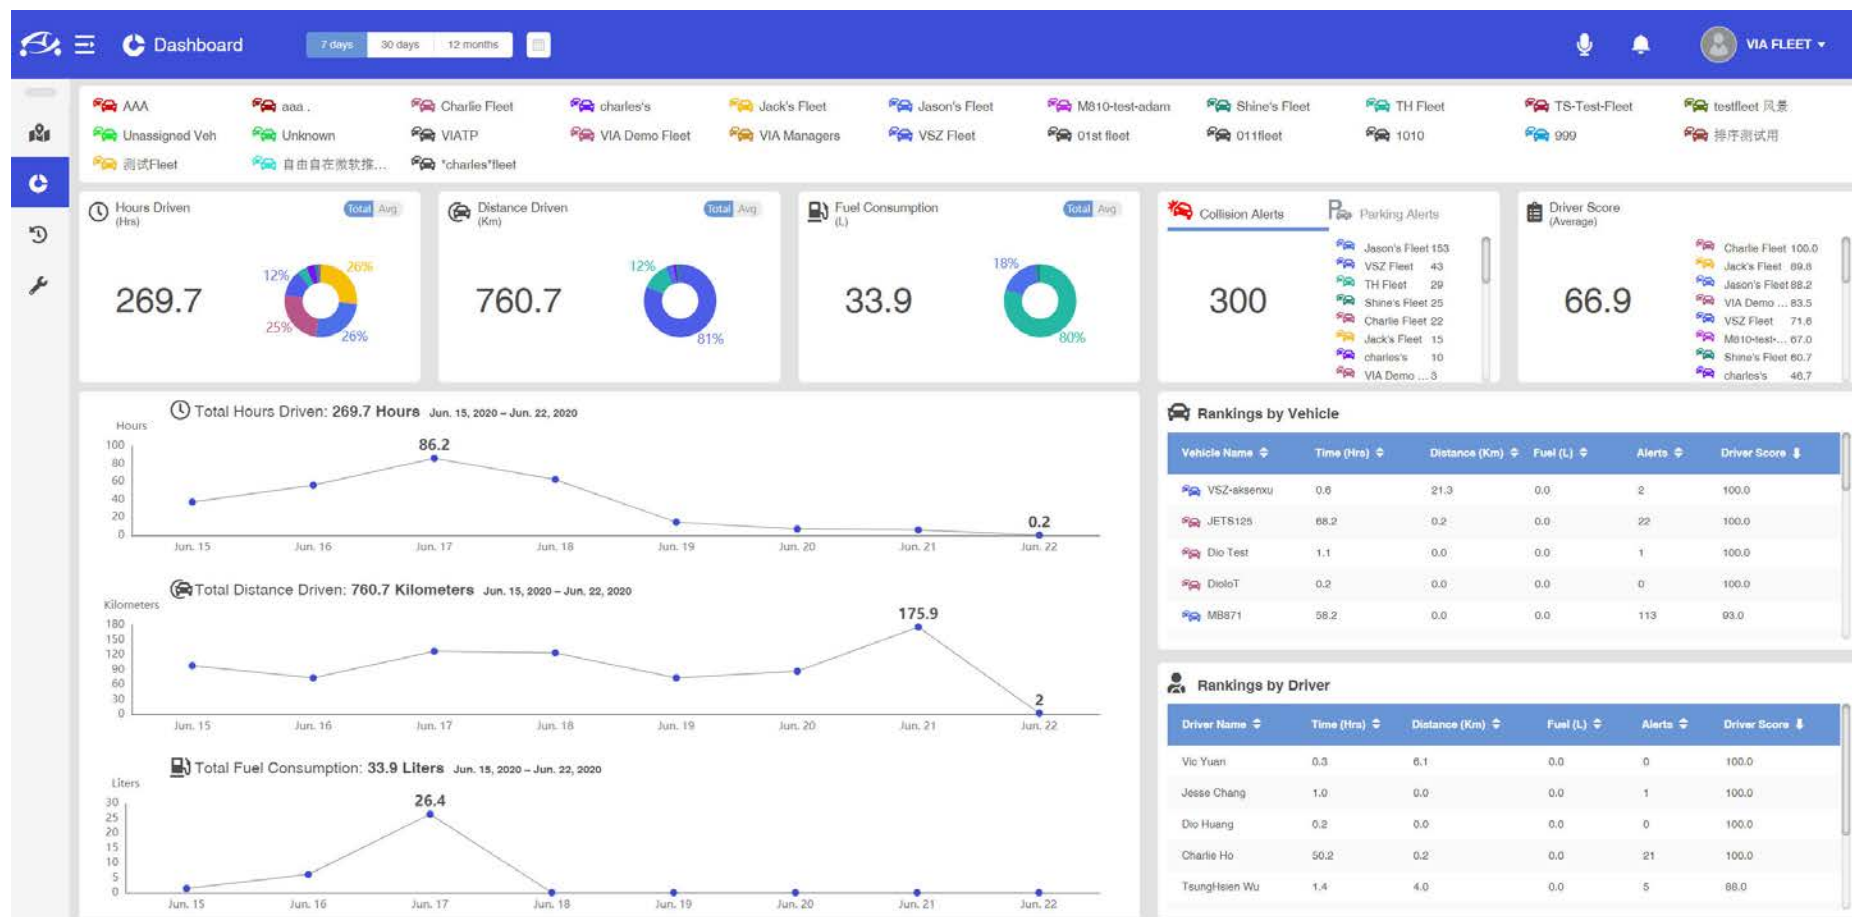 Dashboard 7 days 30 days 12 months VIA FLEET
AAA aaa . Charlie Fleet charles's Jack's Fleet Jason's Fleet M810-test-adam Shine's Fleet TH Fleet TS-Test-Fleet testfleet 风景
Unassigned Veh Unknown VIATP VIA Demo Fleet VIA Managers VSZ Fleet 01st fleet 011fleet 1010 999 排序测试用
测试Fleet 自由自在微软推... *charles*fleet
Hours Driven Total Avg
(Hrs)
269.7
12% 26%
25% 26%
Distance Driven Total Avg
(Km)
760.7
12%
81%
Fuel Consumption Total Avg
(L)
33.9
18%
80%
Collision Alerts Parking Alerts
300
Jason's Fleet 153
VSZ Fleet 43
TH Fleet 29
Shine's Fleet 25
Charlie Fleet 22
Jack's Fleet 15
charles's 10
VIA Demo ... 3
Driver Score
(Average)
66.9
Charlie Fleet 100.0
Jack's Fleet 89.8
Jason's Fleet 88.2
VIA Demo ... 83.5
VSZ Fleet 71.6
M810-test-... 67.0
Shine's Fleet 60.7
charles's 46.7
Total Hours Driven: 269.7 Hours Jun. 15, 2020 – Jun. 22, 2020
Hours
100
80
60
40
20
0
86.2
0.2
Jun. 15 Jun. 16 Jun. 17 Jun. 18 Jun. 19 Jun. 20 Jun. 21 Jun. 22
Total Distance Driven: 760.7 Kilometers Jun. 15, 2020 – Jun. 22, 2020
Kilometers
180
150
120
90
60
30
0
175.9
2
Jun. 15 Jun. 16 Jun. 17 Jun. 18 Jun. 19 Jun. 20 Jun. 21 Jun. 22
Total Fuel Consumption: 33.9 Liters Jun. 15, 2020 – Jun. 22, 2020
Liters
30
25
20
15
10
5
0
26.4
Jun. 15 Jun. 16 Jun. 17 Jun. 18 Jun. 19 Jun. 20 Jun. 21 Jun. 22
Rankings by Vehicle
Vehicle Name Time (Hrs) Distance (Km) Fuel (L) Alerts Driver Score
VSZ-aksenxu 0.6 21.3 0.0 2 100.0
JETS125 68.2 0.2 0.0 22 100.0
Dio Test 1.1 0.0 0.0 1 100.0
DioIoT 0.2 0.0 0.0 0 100.0
MB871 58.2 0.0 0.0 113 93.0
Rankings by Driver
Driver Name Time (Hrs) Distance (Km) Fuel (L) Alerts Driver Score
Vic Yuan 0.3 6.1 0.0 0 100.0
Jesse Chang 1.0 0.0 0.0 1 100.0
Dio Huang 0.2 0.0 0.0 0 100.0
Charlie Ho 50.2 0.2 0.0 21 100.0
TsungHsien Wu 1.4 4.0 0.0 5 88.0